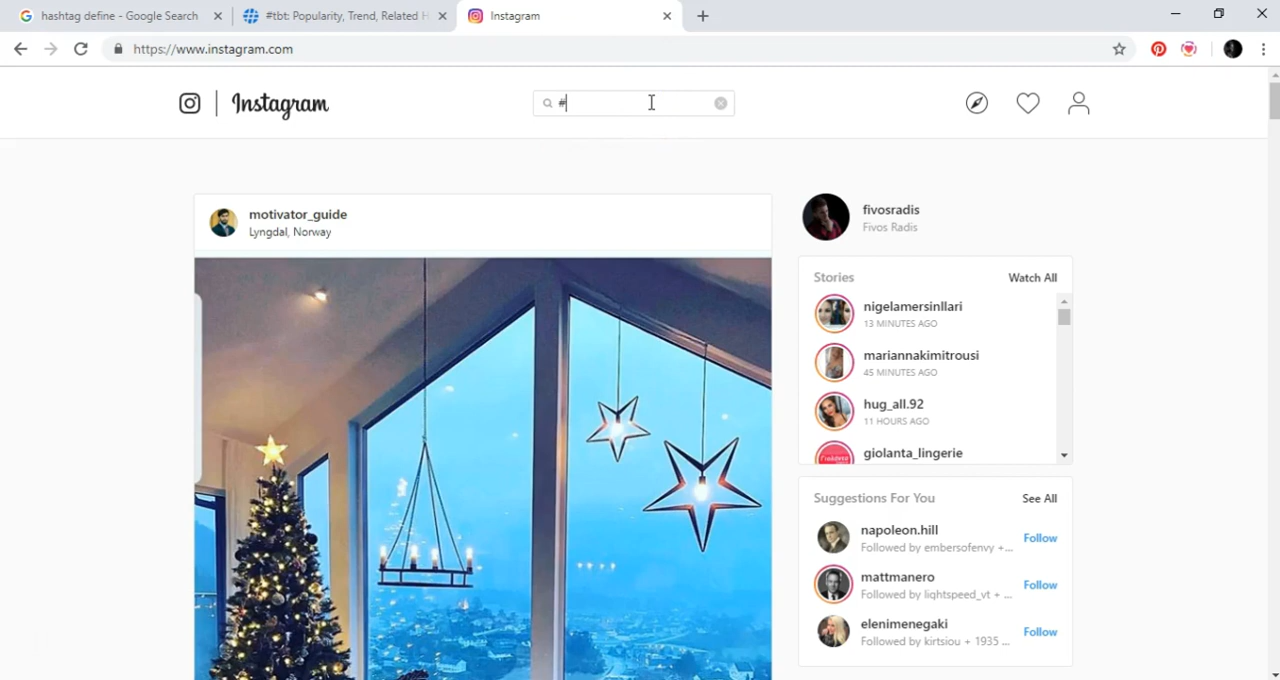 hashtag define - Google Search
#tbt: Popularity, Trend, Related H
Instagram
https://www.instagram.com
Instagram
#
motivator_guide
Lyngdal, Norway
fivosradis
Fivos Radis
Stories
Watch All
nigelamersinllari
13 MINUTES AGO
mariannakimitrousi
45 MINUTES AGO
hug_all.92
11 HOURS AGO
giolanta_lingerie
Suggestions For You
See All
napoleon.hill
Followed by embersofenvy +...
Follow
mattmanero
Followed by lightspeed_vt + ...
Follow
elenimenegaki
Followed by kirtsiou + 1935 ...
Follow